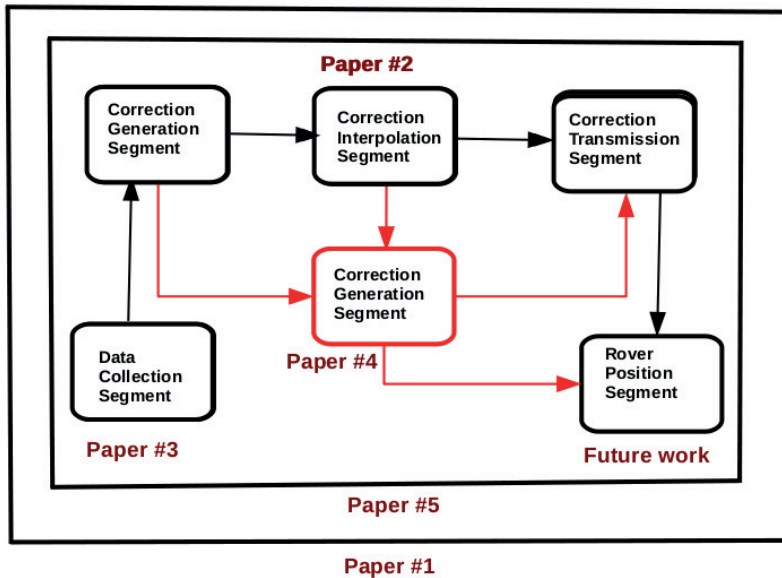 Paper #2
Correction
Generation
Segment
Correction
Interpolation
Segment
Correction
Transmission
Segment
Correction
Generation
Segment
Paper #4
Data
Collection
Segment
Paper #3
Rover
Position
Segment
Future work
Paper #5
Paper #1